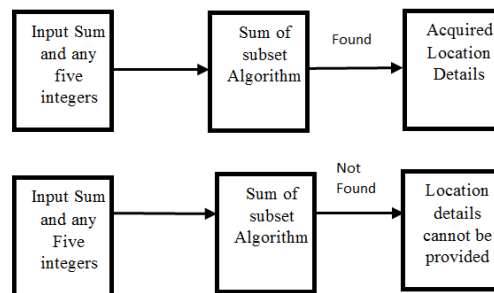 Input Sum
and any
five
integers
Sum of
subset
Algorithm
Found
Acquired
Location
Details
Input Sum
and any
Five
integers
Sum of
subset
Algorithm
Not
Found
Location
details
cannot be
provided